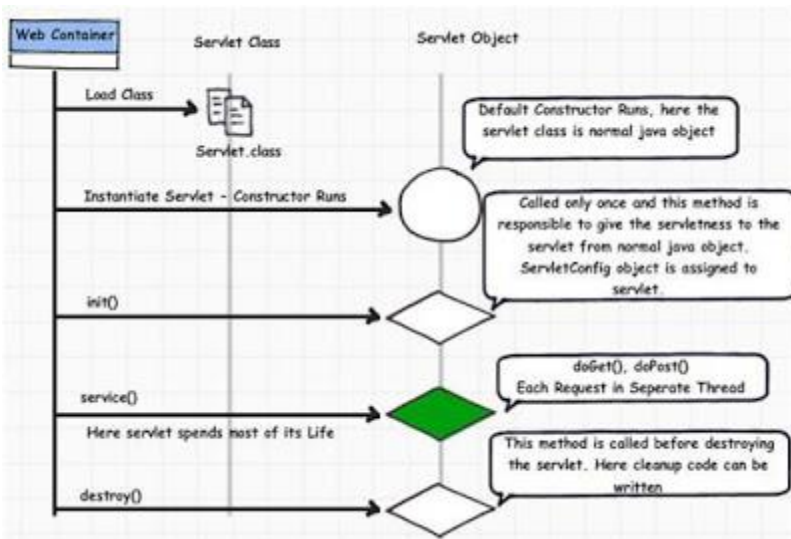 Web Container
Servlet Class
Servlet Object
Load Class
Servlet.class
Default Constructor Runs, here the
servlet class is normal java object
Instantiate Servlet - Constructor Runs
Called only once and this method is
responsible to give the servletness to the
servlet from normal java object.
ServletConfig object is assigned to
servlet.
init()
doGet(), doPost()
Each Request in Seperate Thread
service()
Here servlet spends most of its Life
This method is called before destroying
the servlet. Here cleanup code can be
written
destroy()